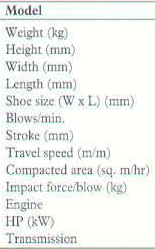 Model
Weight (kg)
Height (mm)
Width (mm)
Length (mm)
Shoe size (W x L) (mm)
Blows/min.
Stroke (mm)
Travel speed (m/m)
Compacted area (sq. m/hr)
Impact force/blow (kg)
Engine
HP (kW)
Transmission